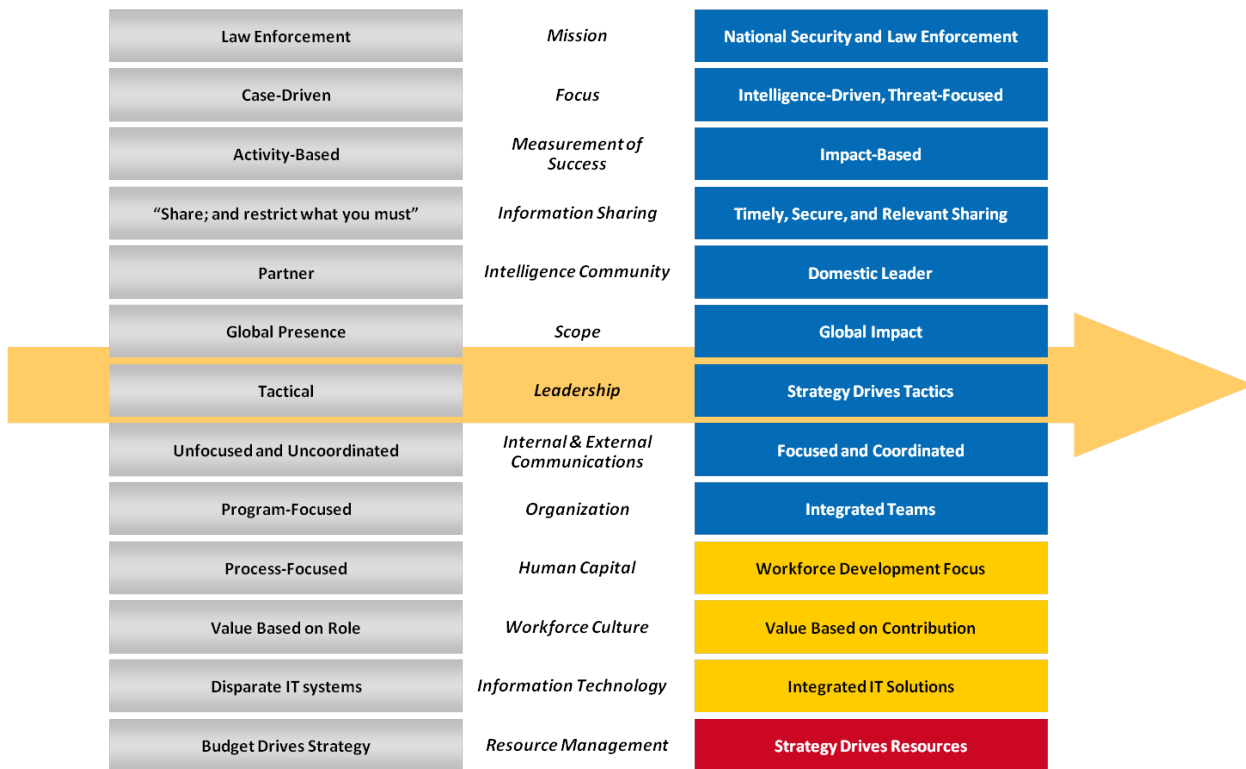 Law Enforcement
Mission
National Security and Law Enforcement
Case-Driven
Focus
Intelligence-Driven, Threat-Focused
Activity-Based
Measurement of
Success
Impact-Based
“Share; and restrict what you must”
Information Sharing
Timely, Secure, and Relevant Sharing
Partner
Intelligence Community
Domestic Leader
Global Presence
Scope
Global Impact
Tactical
Leadership
Strategy Drives Tactics
Unfocused and Uncoordinated
Internal & External
Communications
Focused and Coordinated
Program-Focused
Organization
Integrated Teams
Process-Focused
Human Capital
Workforce Development Focus
Value Based on Role
Workforce Culture
Value Based on Contribution
Disparate IT systems
Information Technology
Integrated IT Solutions
Budget Drives Strategy
Resource Management
Strategy Drives Resources